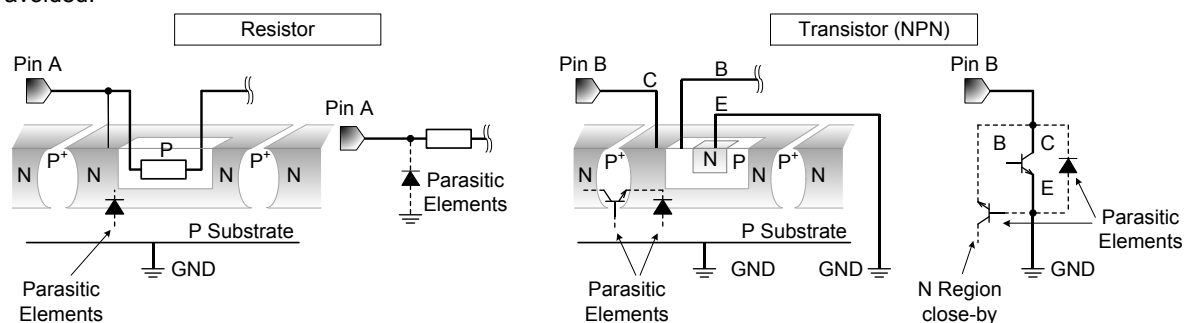 avoided.
Resistor
Transistor (NPN)
Pin A
Pin A
N
P+
N
P
N
P+
N
Parasitic
Elements
P Substrate
GND
Parasitic
Elements
Pin B
C
B
E
N
P+
N
N
P
N
P+
N
P Substrate
GND
GND
Parasitic
Elements
Pin B
B
C
E
Parasitic
Elements
GND
N Region
close-by